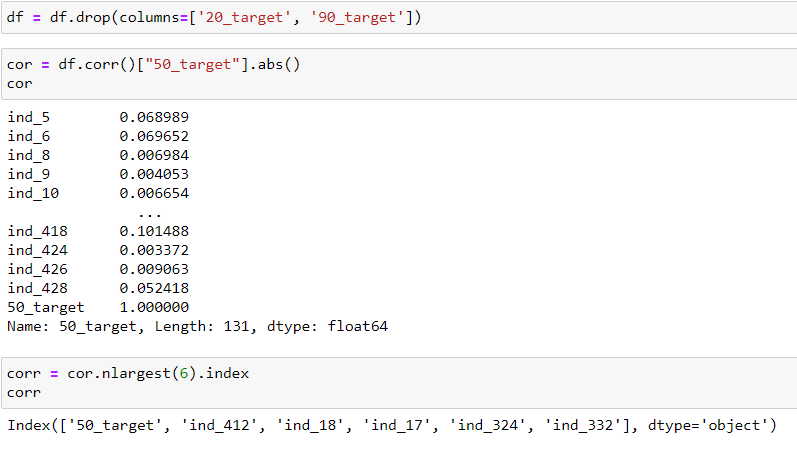 df = df.drop(columns=['20_target', '90_target'])
cor = df.corr()["50_target"].abs()
cor
ind_5 0.068989
ind_6 0.069652
ind_8 0.006984
ind_9 0.004053
ind_10 0.006654
...
ind_418 0.101488
ind_424 0.003372
ind_426 0.009063
ind_428 0.052418
50_target 1.000000
Name: 50_target, Length: 131, dtype: float64
corr = cor.nlargest(6).index
corr
Index(['50_target', 'ind_412', 'ind_18', 'ind_17', 'ind_324', 'ind_332'], dtype='object')